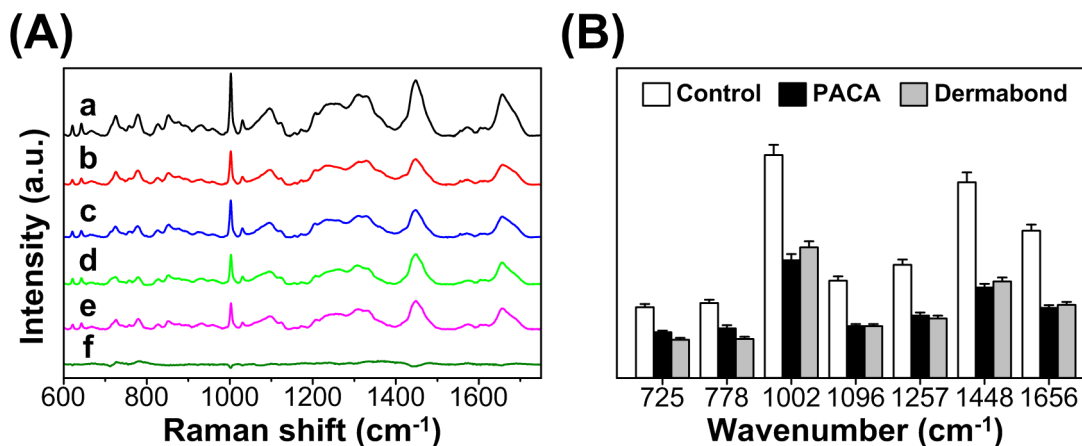 (A)
a
b
c
d
e
f
Intensity (a.u.)
600 800 1000 1200 1400 1600
Raman shift (cm⁻¹)
(B)
Control PACA Dermabond
725 778 1002 1096 1257 1448 1656
Wavenumber (cm⁻¹)